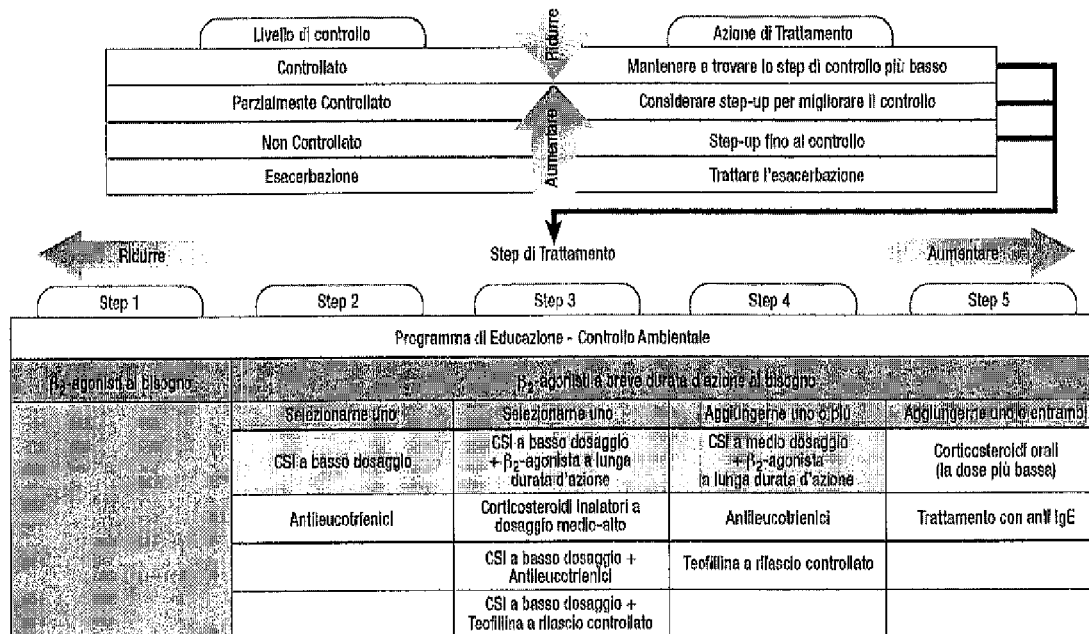 Livello di controllo
Ridurre
Azione di Trattamento
Controllato
Mantenere e trovare lo step di controllo più basso
Parzialmente Controllato
Considerare step-up per migliorare il controllo
Aumentare
Non Controllato
Step-up fino al controllo
Esacerbazione
Trattare l'esacerbazione
Ridurre
Step di Trattamento
Aumentare
Step 1
Step 2
Step 3
Step 4
Step 5
Programma di Educazione - Controllo Ambientale
β2-agonisti al bisogno
β2-agonisti a breve durata d'azione al bisogno
Selezionarne uno
Selezionarne uno
Aggiungerne uno o più
Aggiungerne uno o entrambi
CSI a basso dosaggio
CSI a basso dosaggio
+ β2-agonista a lunga
durata d'azione
CSI a medio dosaggio
+ β2-agonista
a lunga durata d'azione
Corticosteroidi orali
(la dose più bassa)
Antileucotrienici
Corticosteroidi inalatori a
dosaggio medio-alto
Antileucotrienici
Trattamento con anti IgE
CSI a basso dosaggio +
Antileucotrienici
Teofillina a rilascio controllato
CSI a basso dosaggio +
Teofillina a rilascio controllato